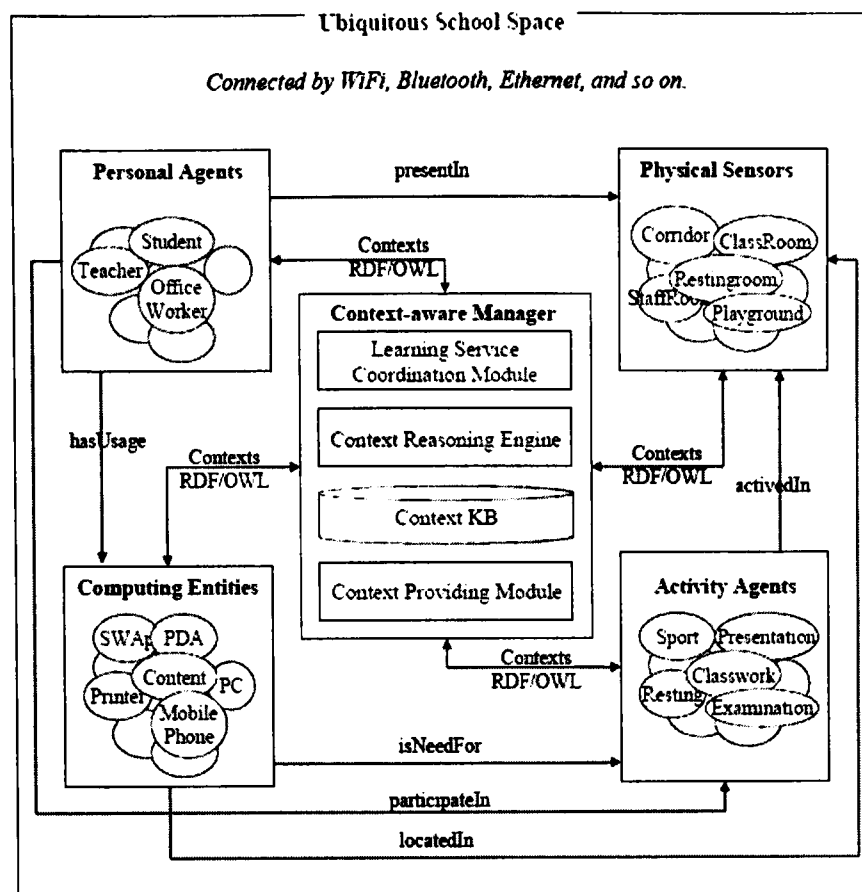 Ubiquitous School Space
Connected by WiFi, Bluetooth, Ethernet, and so on.
Personal Agents
Student
Teacher
Office
Worker
presentIn
Physical Sensors
Corridor
ClassRoom
Restingroom
StaffRoom
Playground
Contexts
RDF/OWL
Context-aware Manager
Learning Service
Coordination Module
Context Reasoning Engine
Context KB
Context Providing Module
hasUsage
Contexts
RDF/OWL
Contexts
RDF/OWL
activedIn
Computing Entities
SWAp
PDA
Content
PC
Printer
Mobile
Phone
Contexts
RDF/OWL
Activity Agents
Sport
Presentation
Classwork
Resting
Examination
isNeedFor
participateIn
locatedIn